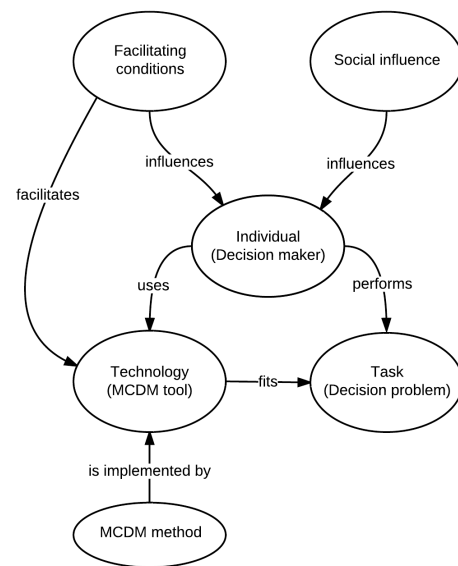 Facilitating
conditions
Social influence
influences
influences
facilitates
Individual
(Decision maker)
uses
performs
Technology
(MCDM tool)
fits
Task
(Decision problem)
is implemented by
MCDM method